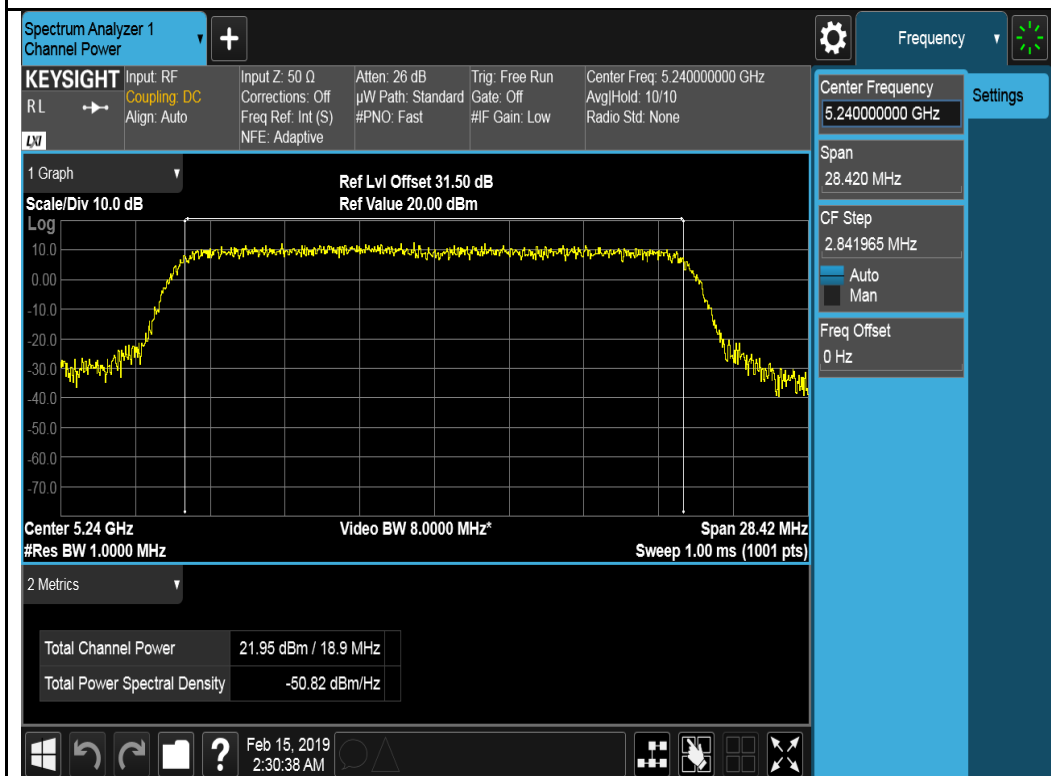 Spectrum Analyzer 1
Channel Power
+
Frequency
KEYSIGHT
RL
LXI
Input: RF
Coupling: DC
Align: Auto
Input Z: 50 Ω
Corrections: Off
Freq Ref: Int (S)
NFE: Adaptive
Atten: 26 dB
µW Path: Standard
#PNO: Fast
Trig: Free Run
Gate: Off
#IF Gain: Low
Center Freq: 5.240000000 GHz
Avg|Hold: 10/10
Radio Std: None
Center Frequency
5.240000000 GHz
Settings
Span
28.420 MHz
CF Step
2.841965 MHz
Auto
Man
Freq Offset
0 Hz
1 Graph
Scale/Div 10.0 dB
Ref Lvl Offset 31.50 dB
Ref Value 20.00 dBm
Log
10.0
0.00
-10.0
-20.0
-30.0
-40.0
-50.0
-60.0
-70.0
Center 5.24 GHz
#Res BW 1.0000 MHz
Video BW 8.0000 MHz*
Span 28.42 MHz
Sweep 1.00 ms (1001 pts)
2 Metrics
Total Channel Power 21.95 dBm / 18.9 MHz
Total Power Spectral Density -50.82 dBm/Hz
?
Feb 15, 2019
2:30:38 AM